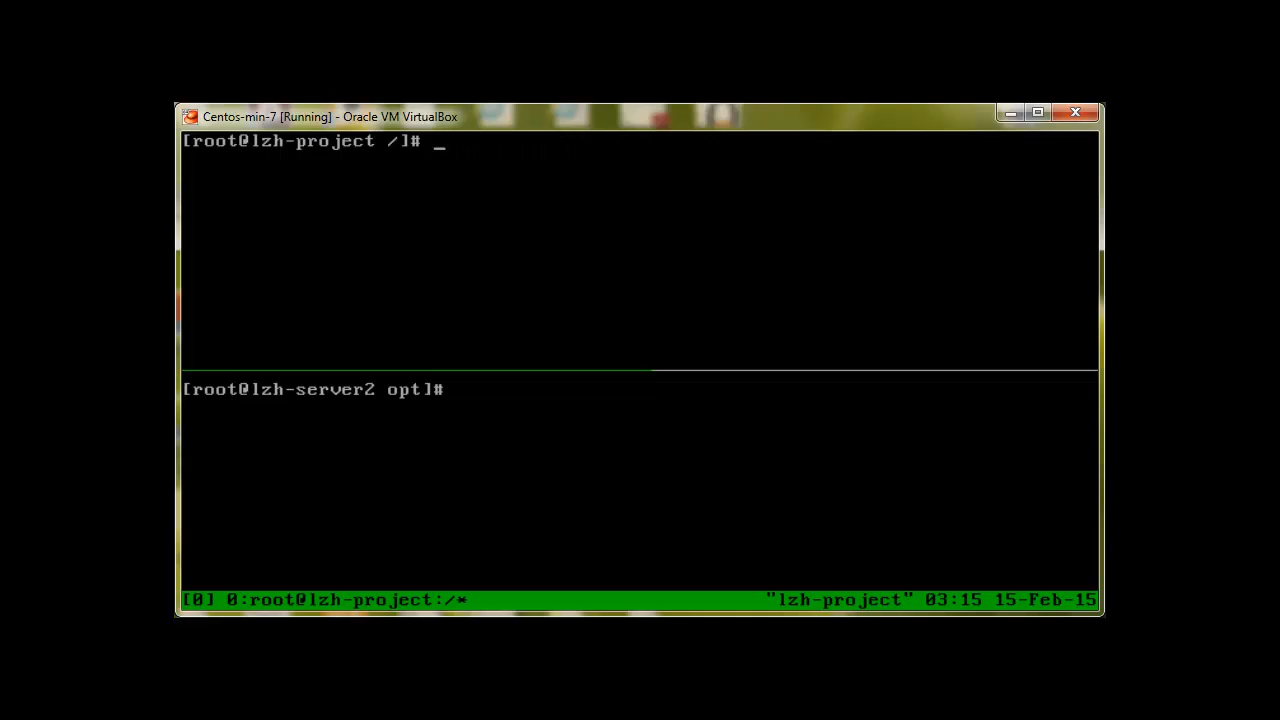 Centos-min-7 [Running] - Oracle VM VirtualBox
[root@lzh-project /]# _
[root@lzh-server2 opt]#
[0] 0:root@lzh-project:/* "lzh-project" 03:15 15-Feb-15